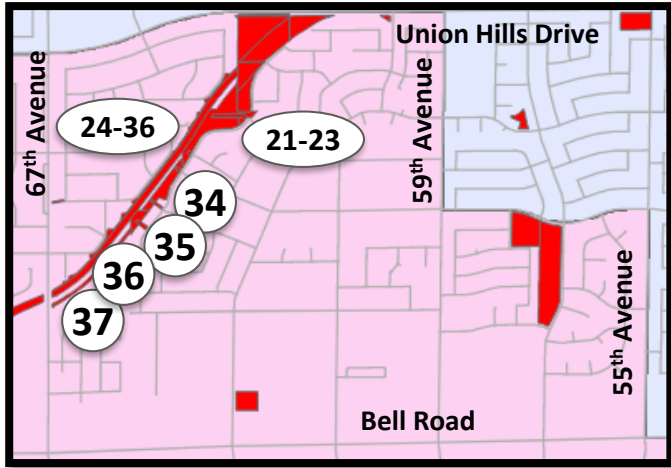 Union Hills Drive
67th Avenue
59th Avenue
24-36
21-23
34
35
36
37
55th Avenue
Bell Road